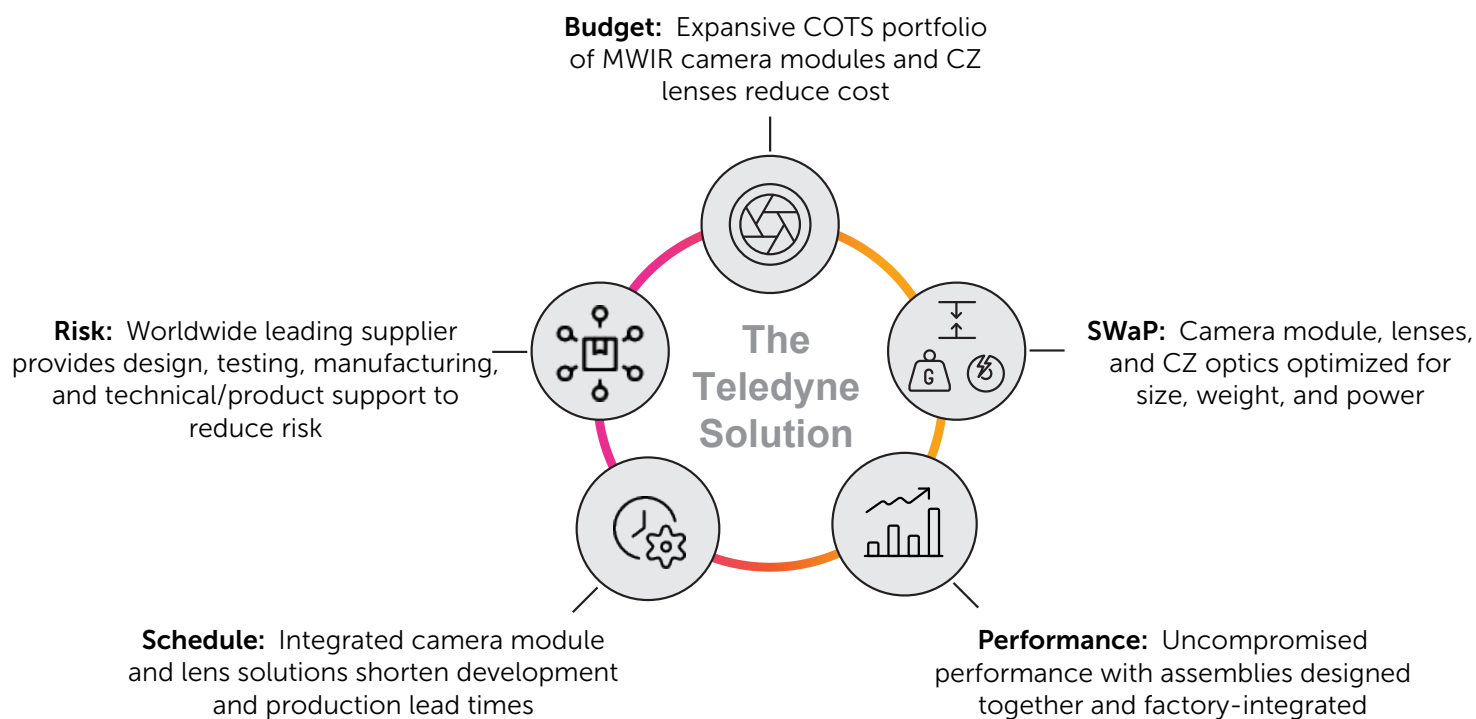 Budget: Expansive COTS portfolio
of MWIR camera modules and CZ
lenses reduce cost
The
Teledyne
Solution
SWaP: Camera module, lenses,
and CZ optics optimized for
size, weight, and power
G
Performance: Uncompromised
performance with assemblies designed
together and factory-integrated
Schedule: Integrated camera module
and lens solutions shorten development
and production lead times
Risk: Worldwide leading supplier
provides design, testing, manufacturing,
and technical/product support to
reduce risk